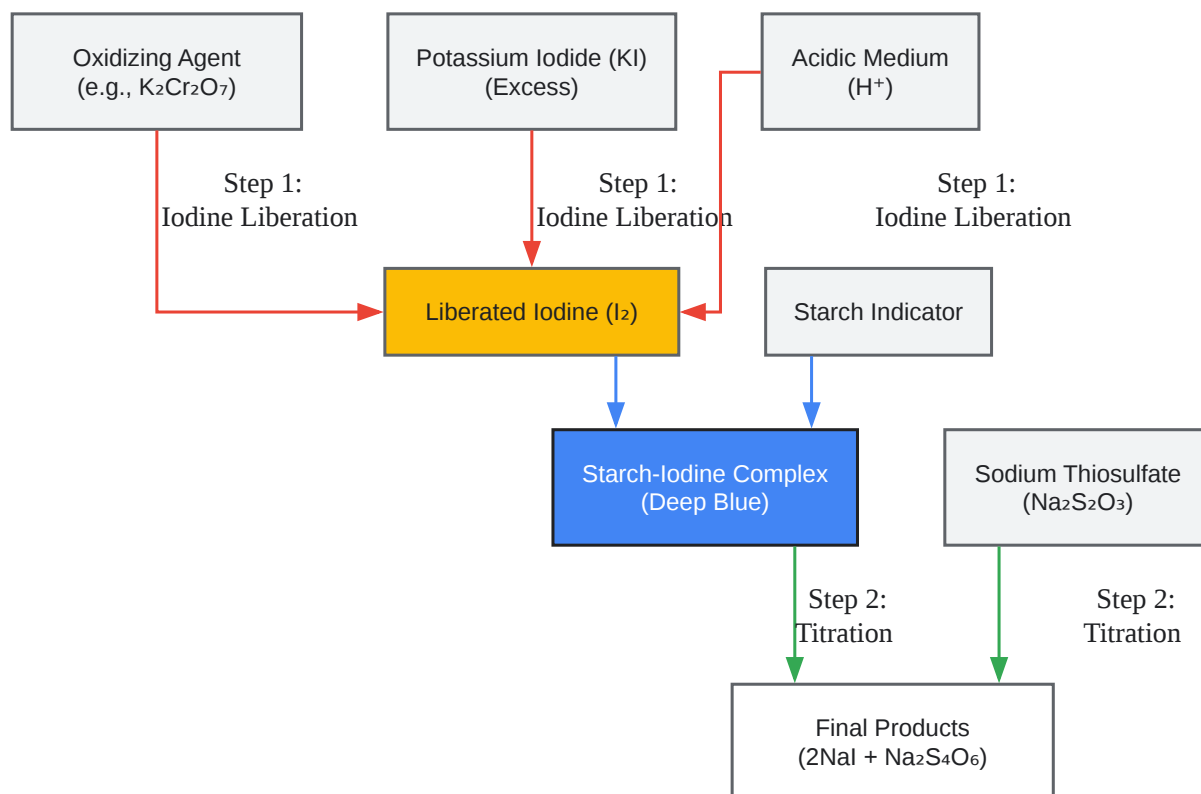 Oxidizing Agent
(e.g., K₂Cr₂O₇)
Potassium Iodide (KI)
(Excess)
Acidic Medium
(H⁺)
Step 1:
Iodine Liberation
Step 1:
Iodine Liberation
Step 1:
Iodine Liberation
Liberated Iodine (I₂)
Starch Indicator
Starch-Iodine Complex
(Deep Blue)
Sodium Thiosulfate
(Na₂S₂O₃)
Step 2:
Titration
Step 2:
Titration
Final Products
(2NaI + Na₂S₄O₆)